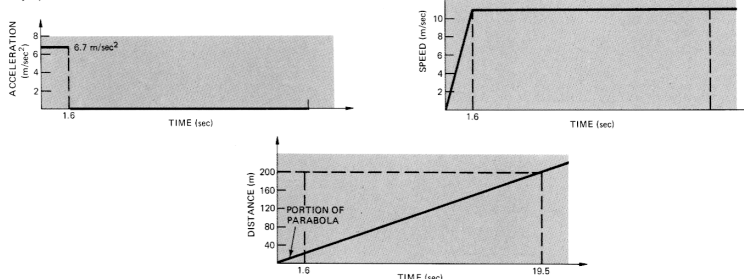 ACCELERATION
(m/sec²)
8
6
4
2
6.7 m/sec²
1.6
TIME (sec)
SPEED (m/sec)
10
8
6
4
2
1.6
TIME (sec)
DISTANCE (m)
200
160
120
80
40
PORTION OF
PARABOLA
1.6
19.5
TIME (sec)